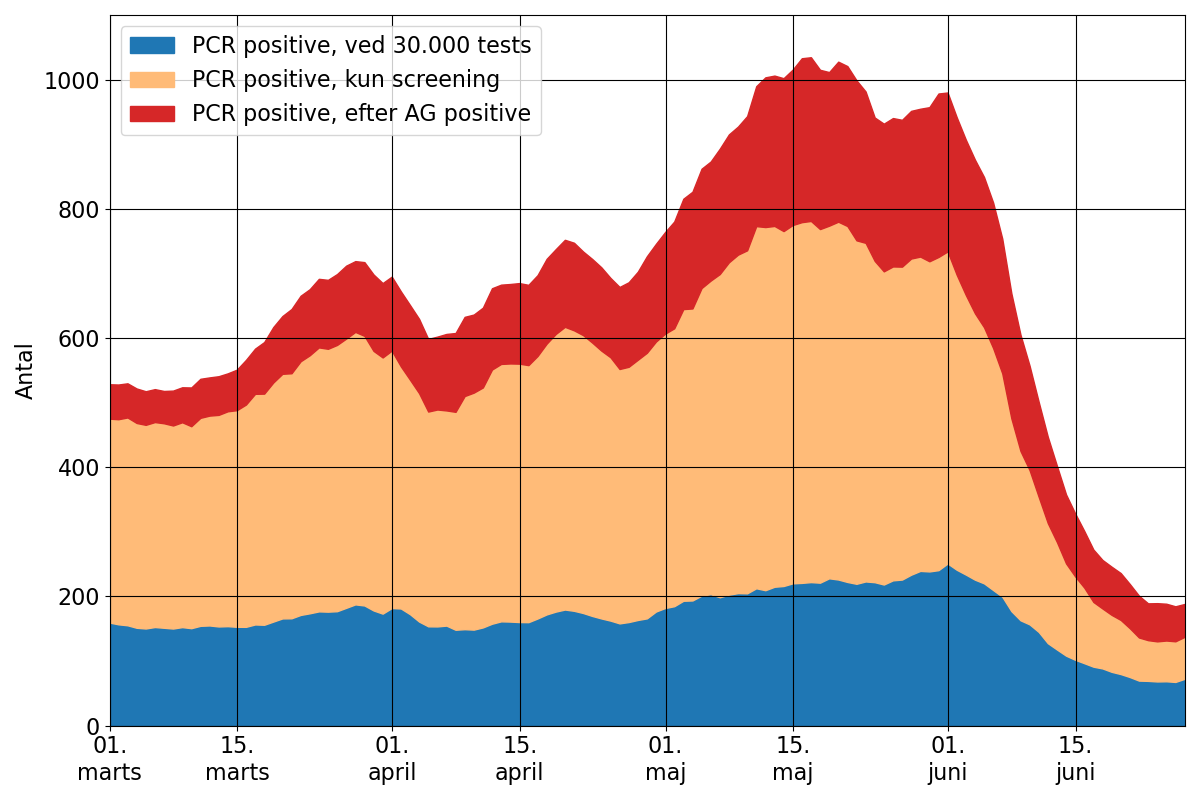 PCR positive, ved 30.000 tests
PCR positive, kun screening
PCR positive, efter AG positive
Antal
1000
800
600
400
200
0
01. marts
15. marts
01. april
15. april
01. maj
15. maj
01. juni
15. juni